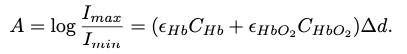 A = log I_max / I_min = (ϵ_Hb C_Hb + ϵ_HbO₂ C_HbO₂)Δd.